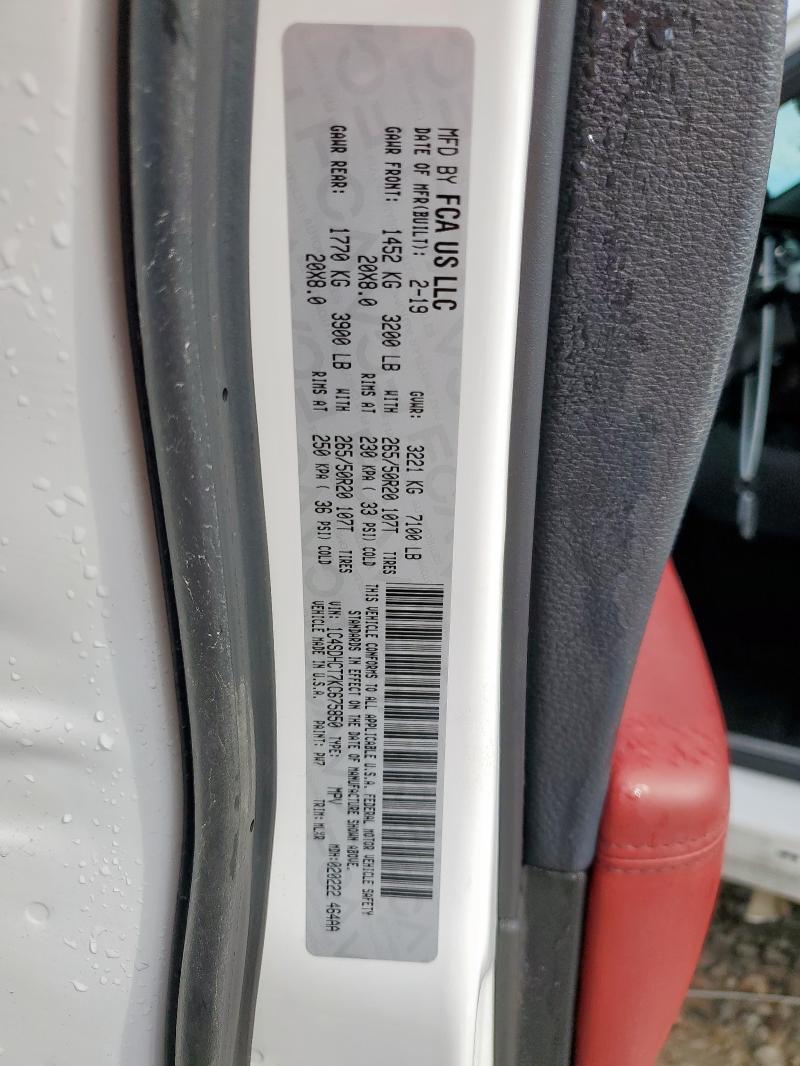 MFD BY FCA US LLC
DATE OF MFR(BUILT): 2-19 GVWR: 3221 KG 7100 LB
GAWR FRONT: 1452 KG 3200 LB WITH 265/50R20 107T TIRES
20X8.0 RIMS AT 230 KPA ( 33 PSI) COLD
GAWR REAR: 1770 KG 3900 LB WITH 265/50R20 107T TIRES
20X8.0 RIMS AT 250 KPA ( 36 PSI) COLD
THIS VEHICLE CONFORMS TO ALL APPLICABLE U.S.A. FEDERAL MOTOR VEHICLE SAFETY
STANDARDS IN EFFECT ON THE DATE OF MANUFACTURE SHOWN ABOVE.
VIN: 1C4SDHCT7KC675850 TYPE: MPV MDH:020222 464AA
VEHICLE MADE IN U.S.A. PAINT: PW7 TRIM:MLXR